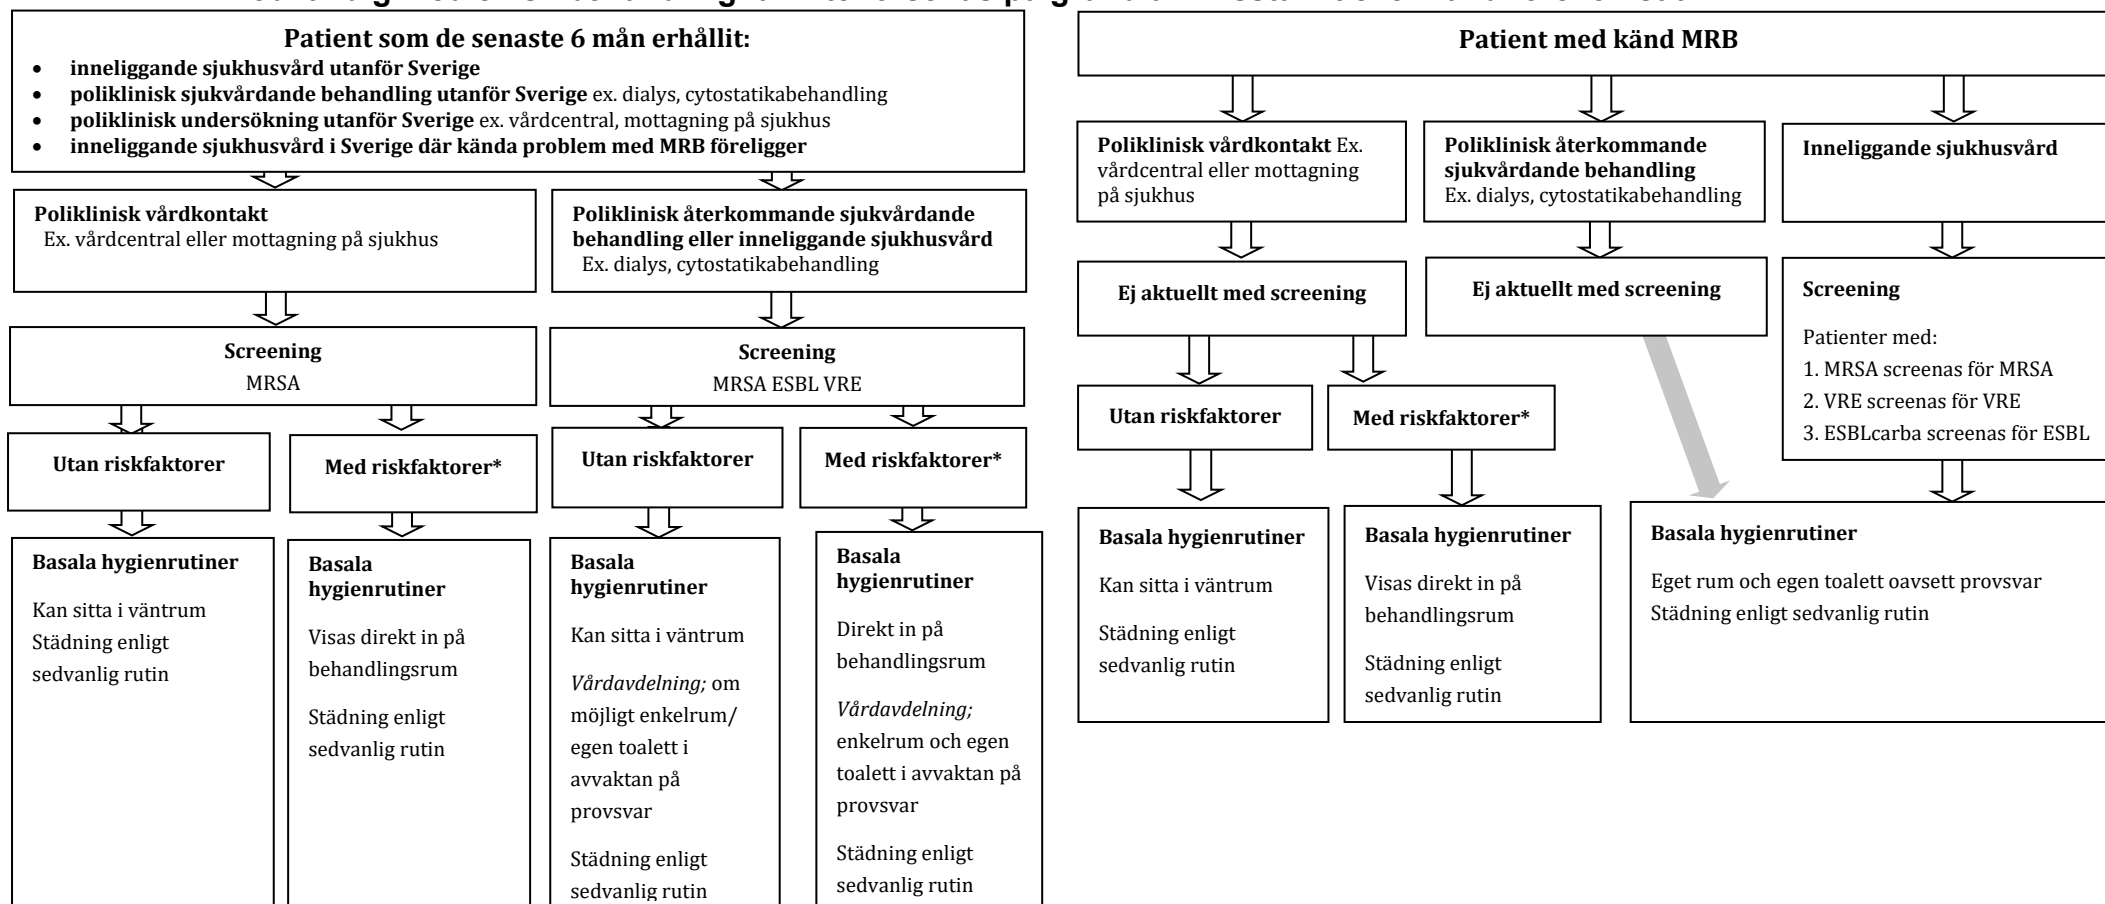 Patient som de senaste 6 mån erhållit:
• inneliggande sjukhusvård utanför Sverige
• poliklinisk sjukvårdande behandling utanför Sverige ex. dialys, cytostatikabehandling
• poliklinisk undersökning utanför Sverige ex. vårdcentral, mottagning på sjukhus
• inneliggande sjukhusvård i Sverige där kända problem med MRB föreligger
Poliklinisk vårdkontakt
Ex. vårdcentral eller mottagning på sjukhus
Poliklinisk återkommande sjukvårdande
behandling eller inneliggande sjukhusvård
Ex. dialys, cytostatikabehandling
Screening
MRSA
Screening
MRSA ESBL VRE
Utan riskfaktorer
Med riskfaktorer*
Utan riskfaktorer
Med riskfaktorer*
Basala hygienrutiner
Kan sitta i väntrum
Städning enligt
sedvanlig rutin
Basala
hygienrutiner
Visas direkt in på
behandlingsrum
Städning enligt
sedvanlig rutin
Basala
hygienrutiner
Kan sitta i väntrum
Vårdavdelning; om
möjligt enkelrum/
egen toalett i
avvaktan på
provsvar
Städning enligt
sedvanlig rutin
Basala
hygienrutiner
Direkt in på
behandlingsrum
Vårdavdelning;
enkelrum och egen
toalett i avvaktan på
provsvar
Städning enligt
sedvanlig rutin
Patient med känd MRB
Poliklinisk vårdkontakt Ex.
vårdcentral eller mottagning
på sjukhus
Poliklinisk återkommande
sjukvårdande behandling
Ex. dialys, cytostatikabehandling
Inneliggande sjukhusvård
Ej aktuellt med screening
Ej aktuellt med screening
Screening
Patienter med:
1. MRSA screenas för MRSA
2. VRE screenas för VRE
3. ESBLcarba screenas för ESBL
Utan riskfaktorer
Med riskfaktorer*
Basala hygienrutiner
Kan sitta i väntrum
Städning enligt
sedvanlig rutin
Basala hygienrutiner
Visas direkt in på
behandlingsrum
Städning enligt
sedvanlig rutin
Basala hygienrutiner
Eget rum och egen toalett oavsett provsvar
Städning enligt sedvanlig rutin